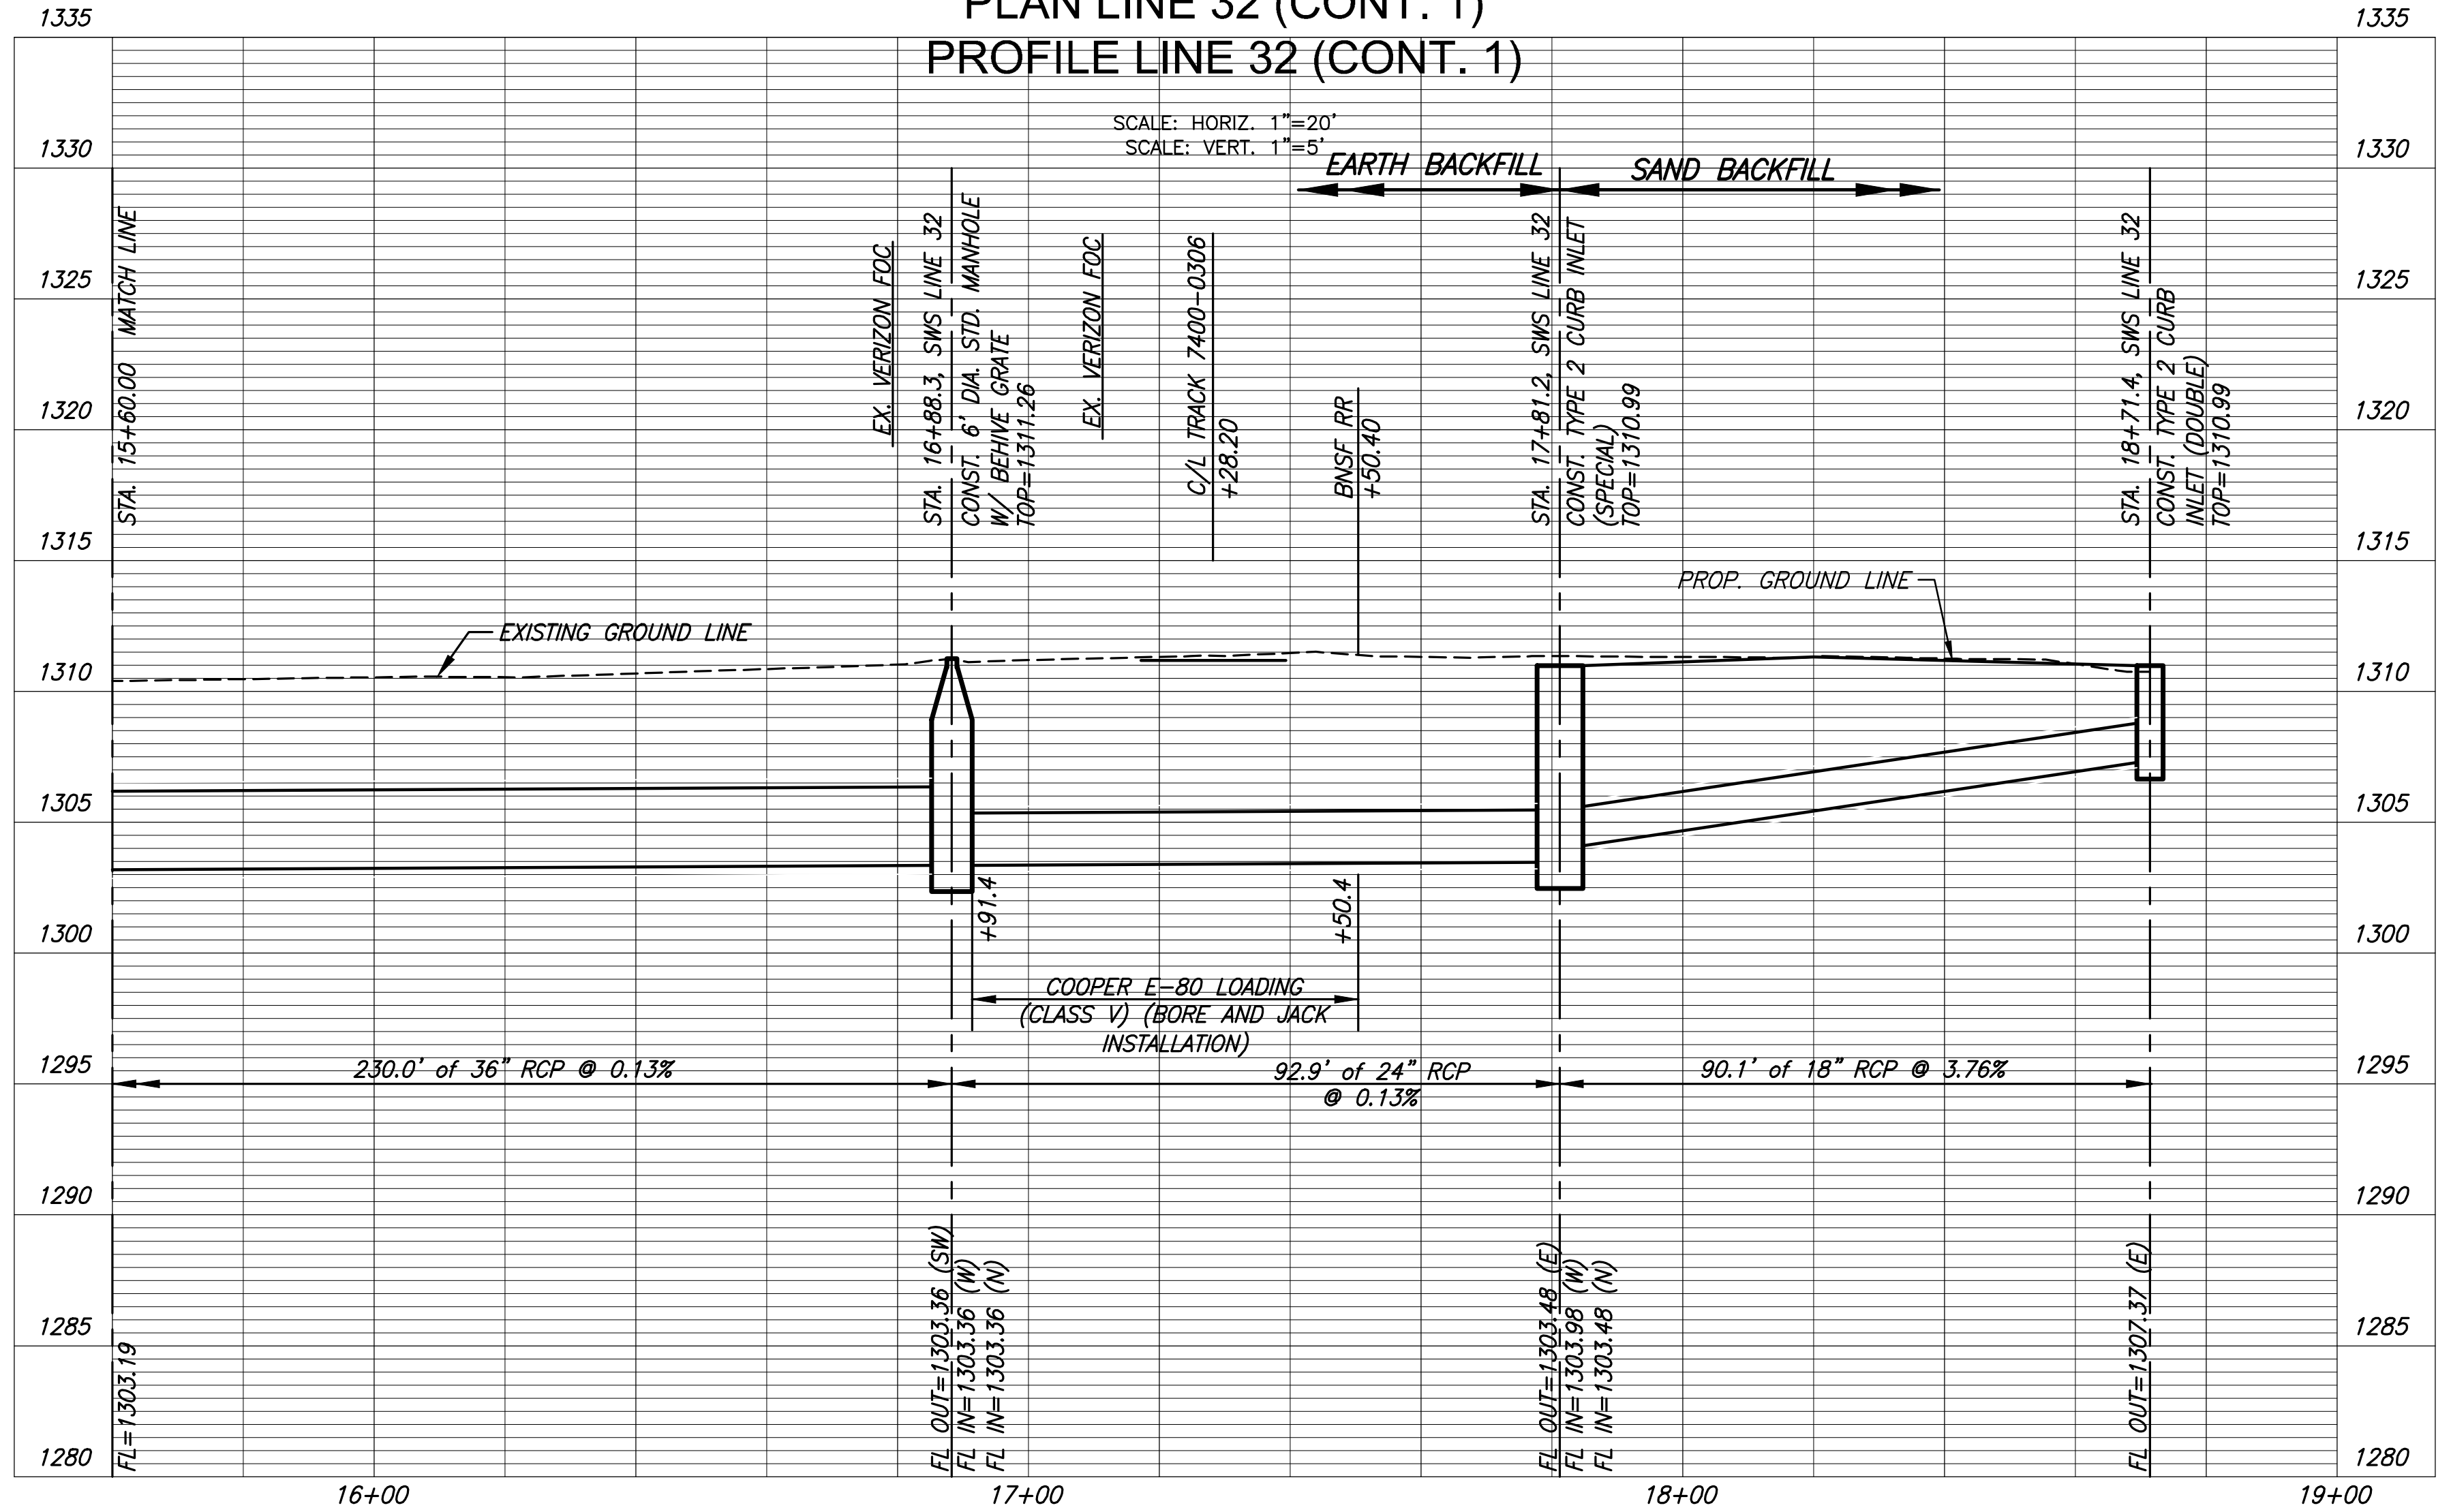 PLAN LINE 32 (CONT. 1)
PROFILE LINE 32 (CONT. 1)
SCALE: HORIZ. 1"=20'
SCALE: VERT. 1"=5'
EARTH BACKFILL
SAND BACKFILL
1335
1330
1325
1320
1315
1310
1305
1300
1295
1290
1285
1280
1335
1330
1325
1320
1315
1310
1305
1300
1295
1290
1285
1280
STA. 15+60.00 MATCH LINE
EX. VERIZON FOC
STA. 16+88.3, SWS LINE 32
CONST. 6' DIA. STD. MANHOLE
W/ BEHIVE GRATE
TOP=1311.26
EX. VERIZON FOC
C/L TRACK 7400-0306
+28.20
BNSF RR
+50.40
STA. 17+81.2, SWS LINE 32
CONST. TYPE 2 CURB INLET
(SPECIAL)
TOP=1310.99
STA. 18+71.4, SWS LINE 32
CONST. TYPE 2 CURB
INLET (DOUBLE)
TOP=1310.99
EXISTING GROUND LINE
PROP. GROUND LINE
+91.4
+50.4
COOPER E-80 LOADING
(CLASS V) (BORE AND JACK
INSTALLATION)
230.0' of 36" RCP @ 0.13%
92.9' of 24" RCP
@ 0.13%
90.1' of 18" RCP @ 3.76%
FL=1303.19
FL OUT=1303.36 (SW)
FL IN=1303.36 (W)
FL IN=1303.36 (N)
FL OUT=1303.48 (E)
FL IN=1303.98 (W)
FL IN=1303.48 (N)
FL OUT=1307.37 (E)
16+00
17+00
18+00
19+00